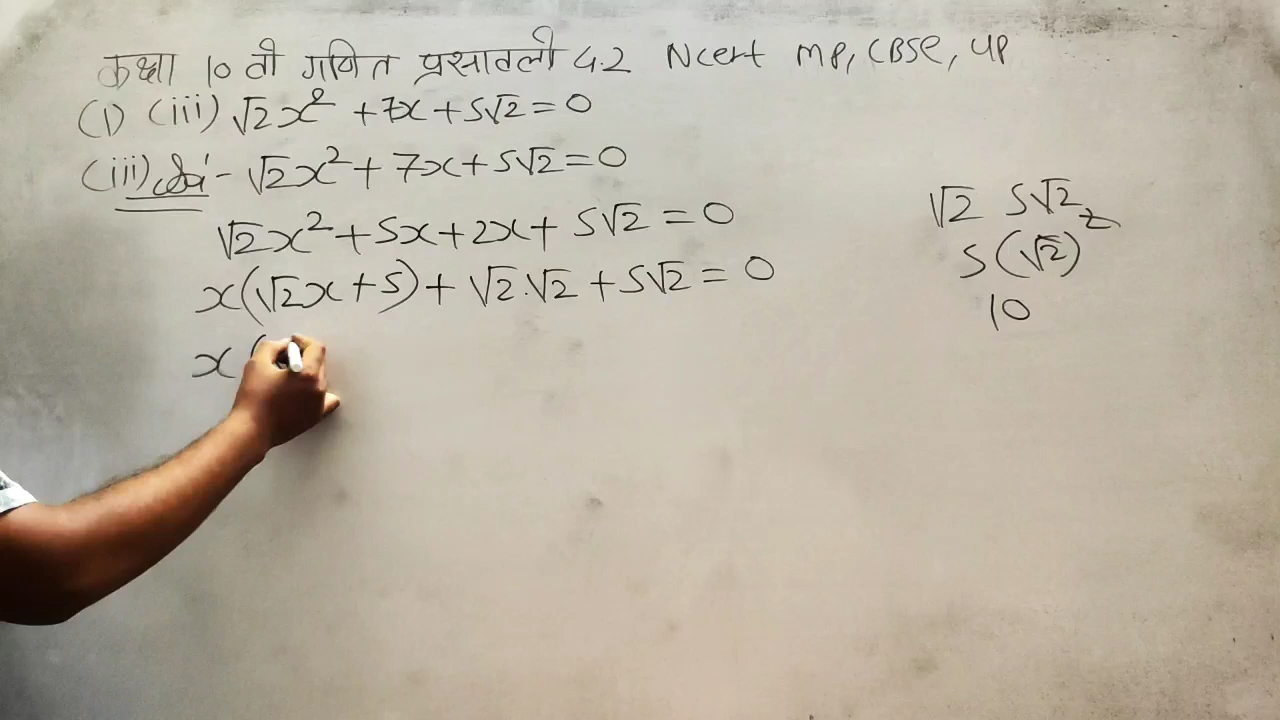 कक्षा 10 वी गणित प्रसावली 4.2 Ncert MP, CBSE, UP
(1) (iii) √2x² + 7x + 5√2 = 0
(iii) हल - √2x² + 7x + 5√2 = 0
√2x² + 5x + 2x + 5√2 = 0
x(√2x + 5) + √2.√2 + 5√2 = 0
x (
√2 5√2
5(√2)²
10